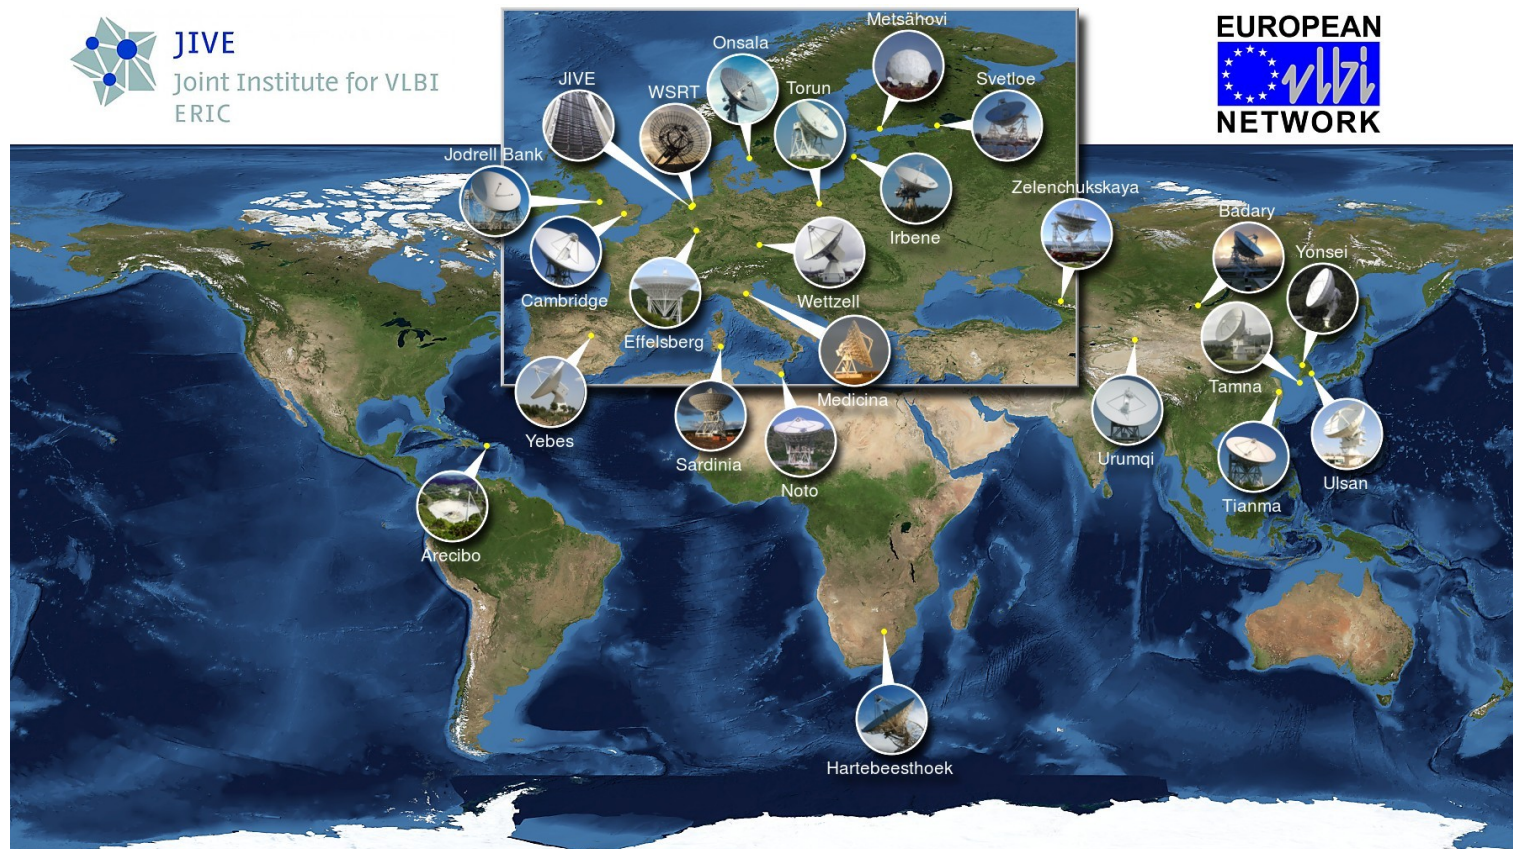 JIVE
Joint Institute for VLBI
ERIC
EUROPEAN
vlbi
NETWORK
Metsähovi
Onsala
JIVE
WSRT
Torun
Svetloe
Jodrell Bank
Zelenchukskaya
Badary
Irbene
Yonsei
Cambridge
Wettzell
Effelsberg
Tamna
Medicina
Yebes
Sardinia
Urumqi
Noto
Ulsan
Tianma
Arecibo
Hartebeesthoek